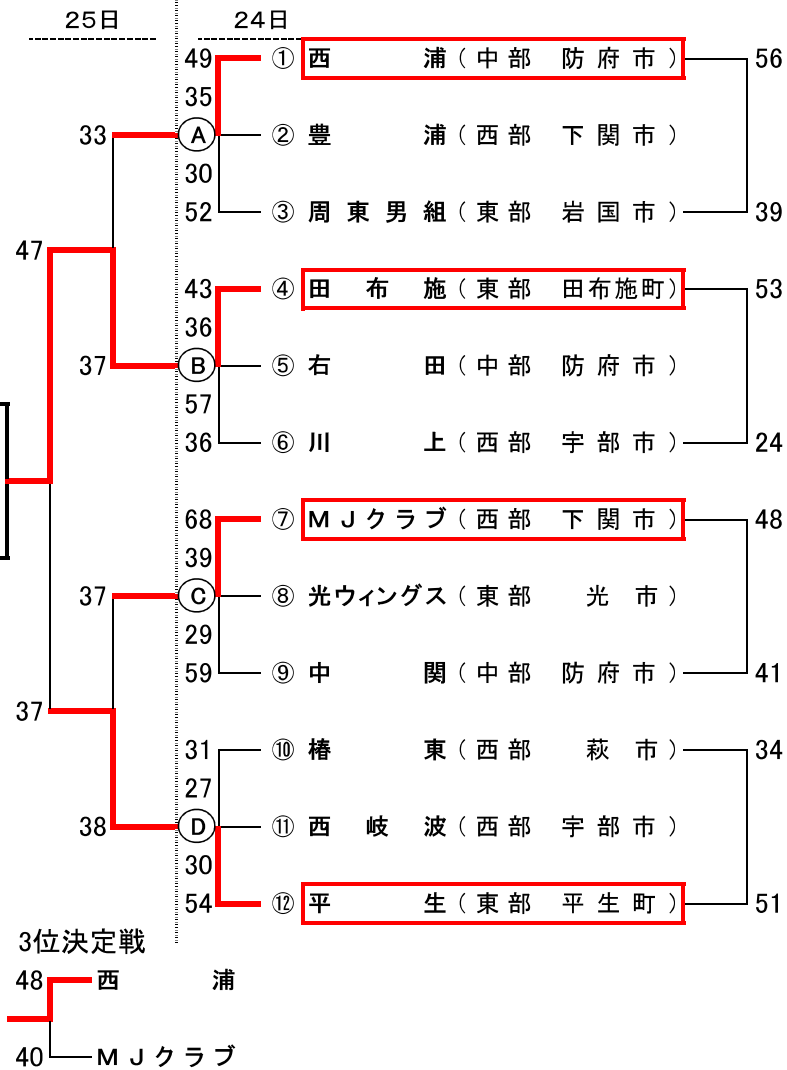 25日 24日
49 ① 西浦(中部 防府市) 56
35
33 A ② 豊浦(西部 下関市)
30
52 ③ 周東男組(東部 岩国市) 39
47
43 ④ 田布施(東部 田布施町) 53
36
37 B ⑤ 右田(中部 防府市)
57
36 ⑥ 川上(西部 宇部市) 24
68 ⑦ MJクラブ(西部 下関市) 48
39
37 C ⑧ 光ウィングス(東部 光市)
29
59 ⑨ 中関(中部 防府市) 41
37
31 ⑩ 椿東(西部 萩市) 34
27
38 D ⑪ 西岐波(西部 宇部市)
30
54 ⑫ 平生(東部 平生町) 51
3位決定戦
48 西浦
40 MJクラブ